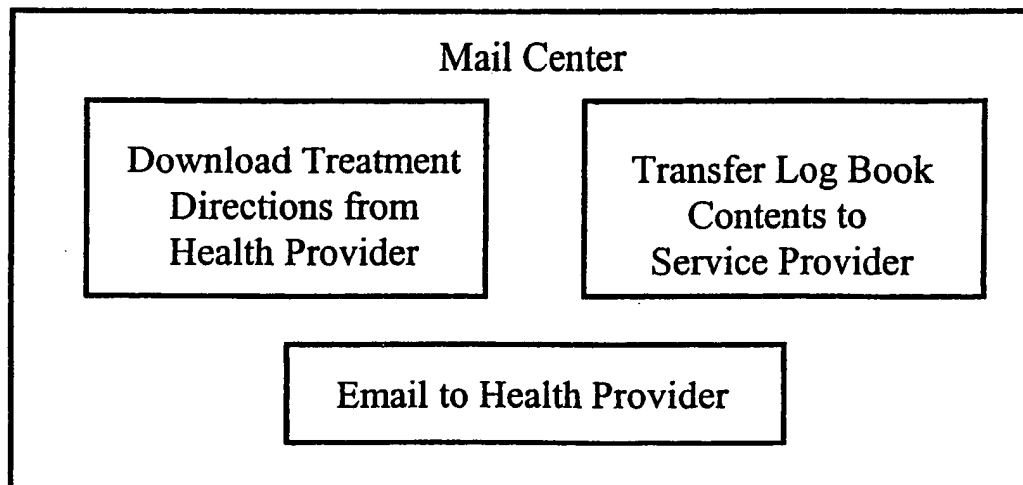 Mail Center
Download Treatment
Directions from
Health Provider
Transfer Log Book
Contents to
Service Provider
Email to Health Provider